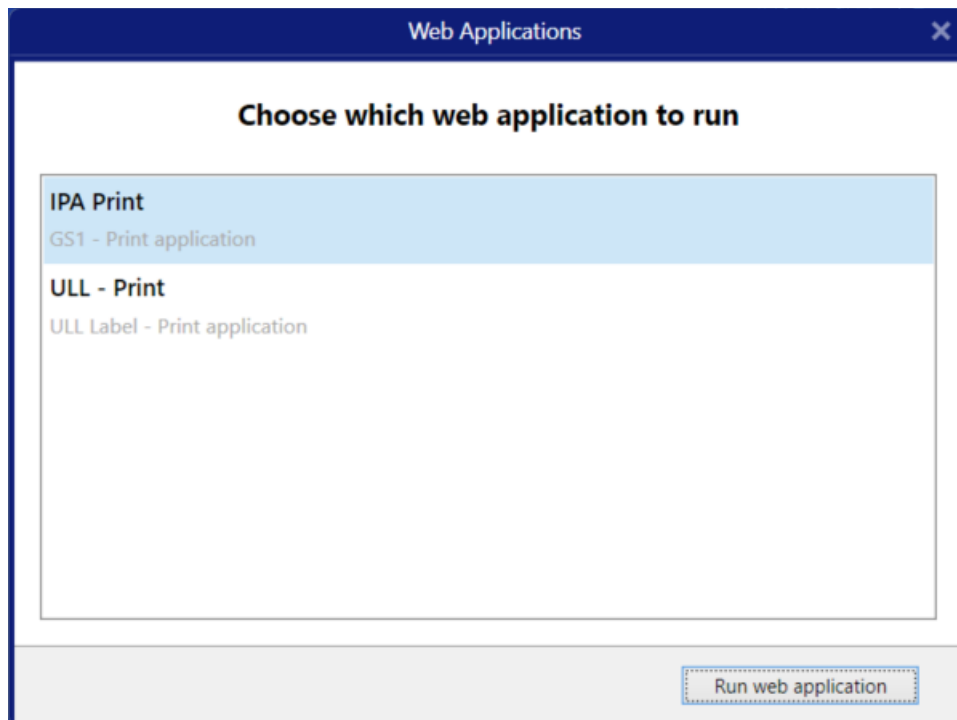 Web Applications
Choose which web application to run
IPA Print
GS1 - Print application
ULL - Print
ULL Label - Print application
Run web application